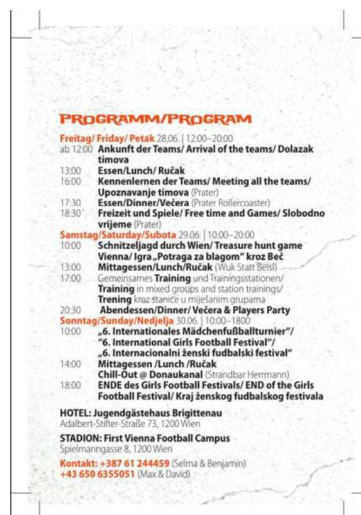 PROGRAMM/PROGRAM
Freitag/ Friday/ Petak 28.06. | 12:00–20:00
ab 12:00 Ankunft der Teams/ Arrival of the teams/ Dolazak
timova
13:00 Essen/Lunch/ Ručak
16:00 Kennenlernen der Teams/ Meeting all the teams/
Upoznavanje timova (Prater)
17:30 Essen/Dinner/Večera (Prater Rollercoaster)
18:30 Freizeit und Spiele/ Free time and Games/ Slobodno
vrijeme (Prater)
Samstag/Saturday/Subota 29.06. | 10:00–20:00
10:00 Schnitzeljagd durch Wien/ Treasure hunt game
Vienna/ Igra „Potraga za blagom" kroz Beč
13:00 Mittagessen/Lunch/Ručak (Wuk Statt Beisl)
17:00 Gemeinsames Training und Trainingsstationen/
Training in mixed groups and station trainings/
Trening kroz stanice u miješanim grupama
20:30 Abendessen/Dinner/ Večera & Players Party
Sonntag/Sunday/Nedjelja 30.06. | 10:00–1800
10:00 „6. Internationales Mädchenfußballturnier"/
"6. International Girls Football Festival"/
„6. Internacionalni ženski fudbalski festival"
14:00 Mittagessen /Lunch /Ručak
Chill-Out @ Donaukanal (Strandbar Herrmann)
18:00 ENDE des Girls Football Festivals/ END of the Girls
Football Festival/ Kraj ženskog fudbalskog festivala
HOTEL: Jugendgästehaus Brigittenau
Adalbert-Stifter-Straße 73, 1200 Wien
STADION: First Vienna Football Campus
Spielmanngasse 8, 1200 Wien
Kontakt: +387 61 244459 (Selma & Benjamin)
+43 650 6355051 (Max & David)